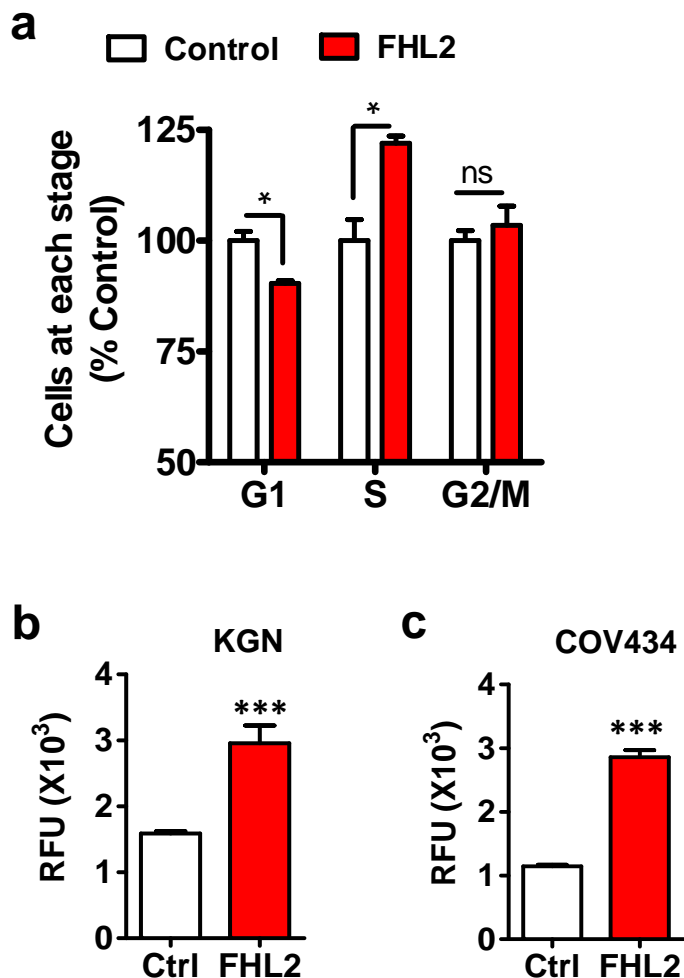 a
Control FHL2
Cells at each stage
(% Control)
125
100
75
50
*
*
ns
G1 S G2/M
b
KGN
RFU (X10³)
4
3
2
1
0
***
Ctrl FHL2
c
COV434
RFU (X10³)
4
3
2
1
0
***
Ctrl FHL2